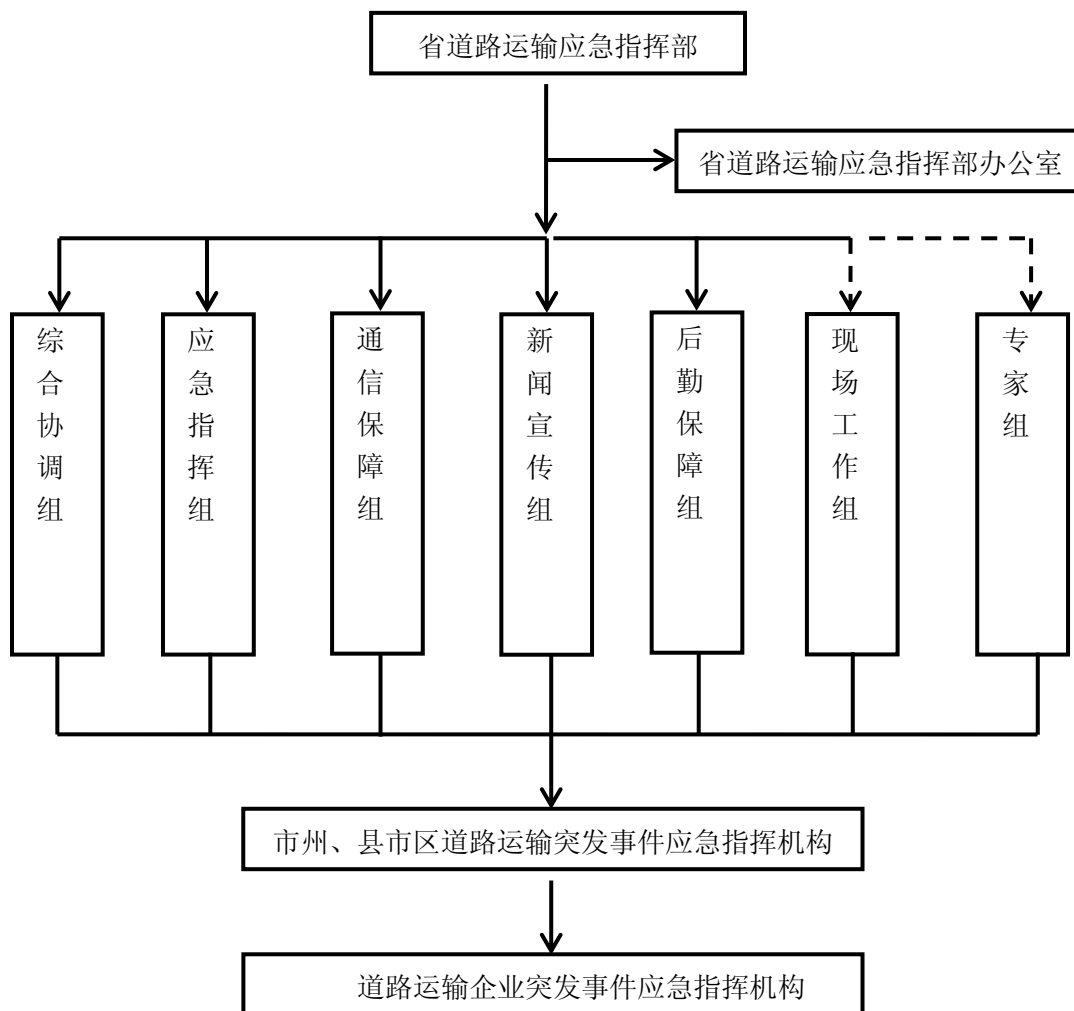 省道路运输应急指挥部
省道路运输应急指挥部办公室
综合协调组
应急指挥组
通信保障组
新闻宣传组
后勤保障组
现场工作组
专家组
市州、县市区道路运输突发事件应急指挥机构
道路运输企业突发事件应急指挥机构